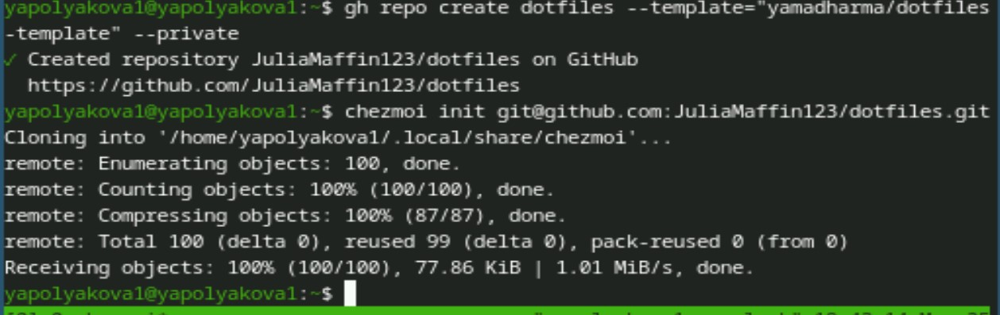 yapolyakova1@yapolyakova1:~$ gh repo create dotfiles --template="yamadharma/dotfiles
-template" --private
✓ Created repository JuliaMaffin123/dotfiles on GitHub
https://github.com/JuliaMaffin123/dotfiles
yapolyakova1@yapolyakova1:~$ chezmoi init git@github.com:JuliaMaffin123/dotfiles.git
Cloning into '/home/yapolyakova1/.local/share/chezmoi'...
remote: Enumerating objects: 100, done.
remote: Counting objects: 100% (100/100), done.
remote: Compressing objects: 100% (87/87), done.
remote: Total 100 (delta 0), reused 99 (delta 0), pack-reused 0 (from 0)
Receiving objects: 100% (100/100), 77.86 KiB | 1.01 MiB/s, done.
yapolyakova1@yapolyakova1:~$